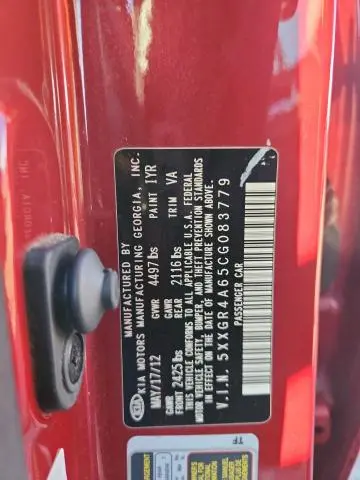 MANUFACTURED BY
KIA MOTORS MANUFACTURING GEORGIA, INC.
MAY/17/12 GVWR 4497 lbs PAINT 1YR
GAWR FRONT 2425 lbs GAWR REAR 2116 lbs TRIM VA
THIS VEHICLE CONFORMS TO ALL APPLICABLE U.S.A. FEDERAL
VEHICLE SAFETY, BUMPER, AND THEFT PREVENTION STANDARDS
IN EFFECT ON THE DATE OF MANUFACTURE SHOWN ABOVE.
V.I.N. 5XXGR4A65CG083779
PASSENGER CAR
TF